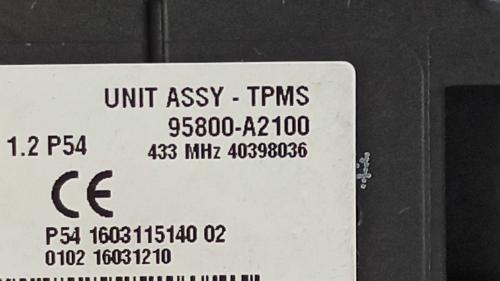 UNIT ASSY - TPMS
95800-A2100
1.2 P54
433 MHz 40398036
CE
P54 1603115140 02
0102 16031210